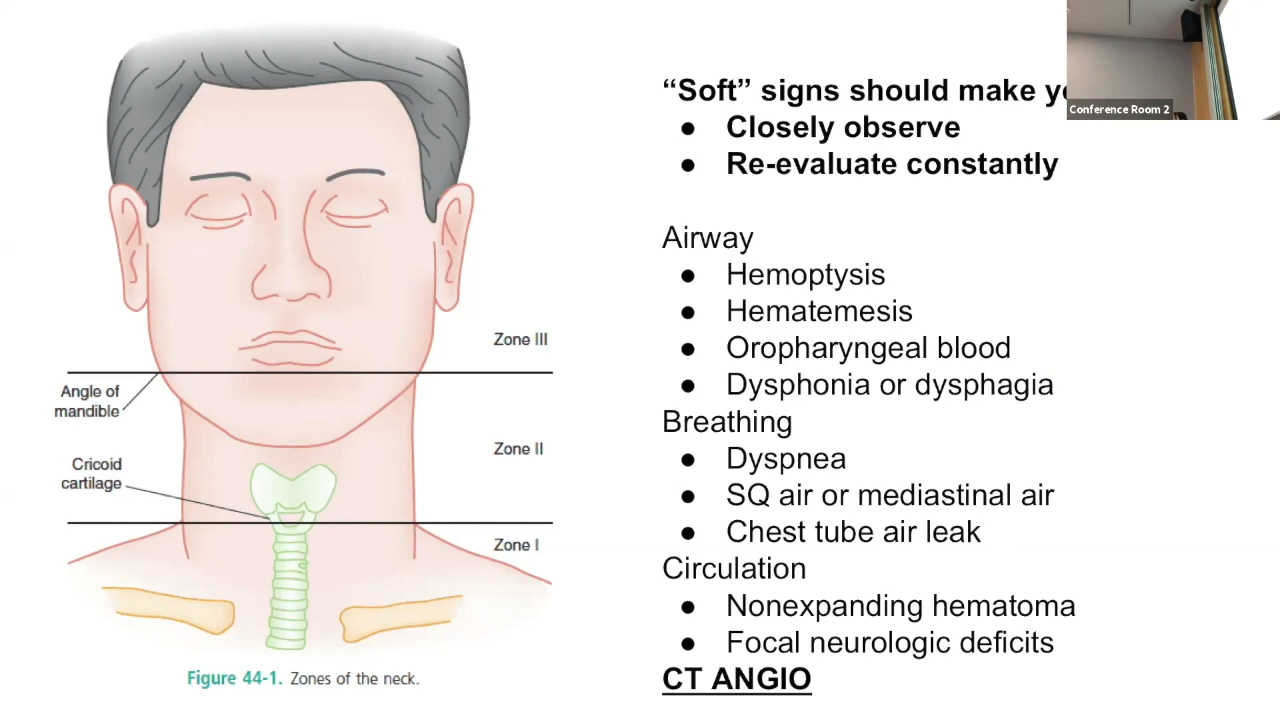 “Soft” signs should make
Conference Room 2
● Closely observe
● Re-evaluate constantly
Airway
● Hemoptysis
● Hematemesis
● Oropharyngeal blood
● Dysphonia or dysphagia
Breathing
● Dyspnea
● SQ air or mediastinal air
● Chest tube air leak
Circulation
● Nonexpanding hematoma
● Focal neurologic deficits
CT ANGIO
Zone III
Angle of
mandible
Zone II
Cricoid
cartilage
Zone I
Figure 44-1. Zones of the neck.